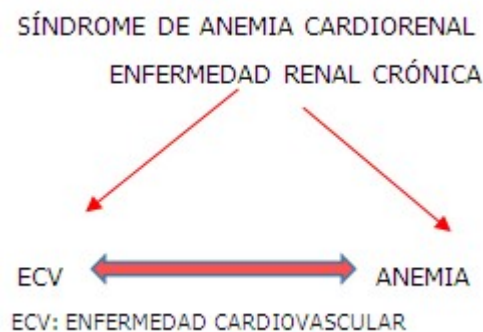 SÍNDROME DE ANEMIA CARDIORENAL
ENFERMEDAD RENAL CRÓNICA
ECV
ANEMIA
ECV: ENFERMEDAD CARDIOVASCULAR